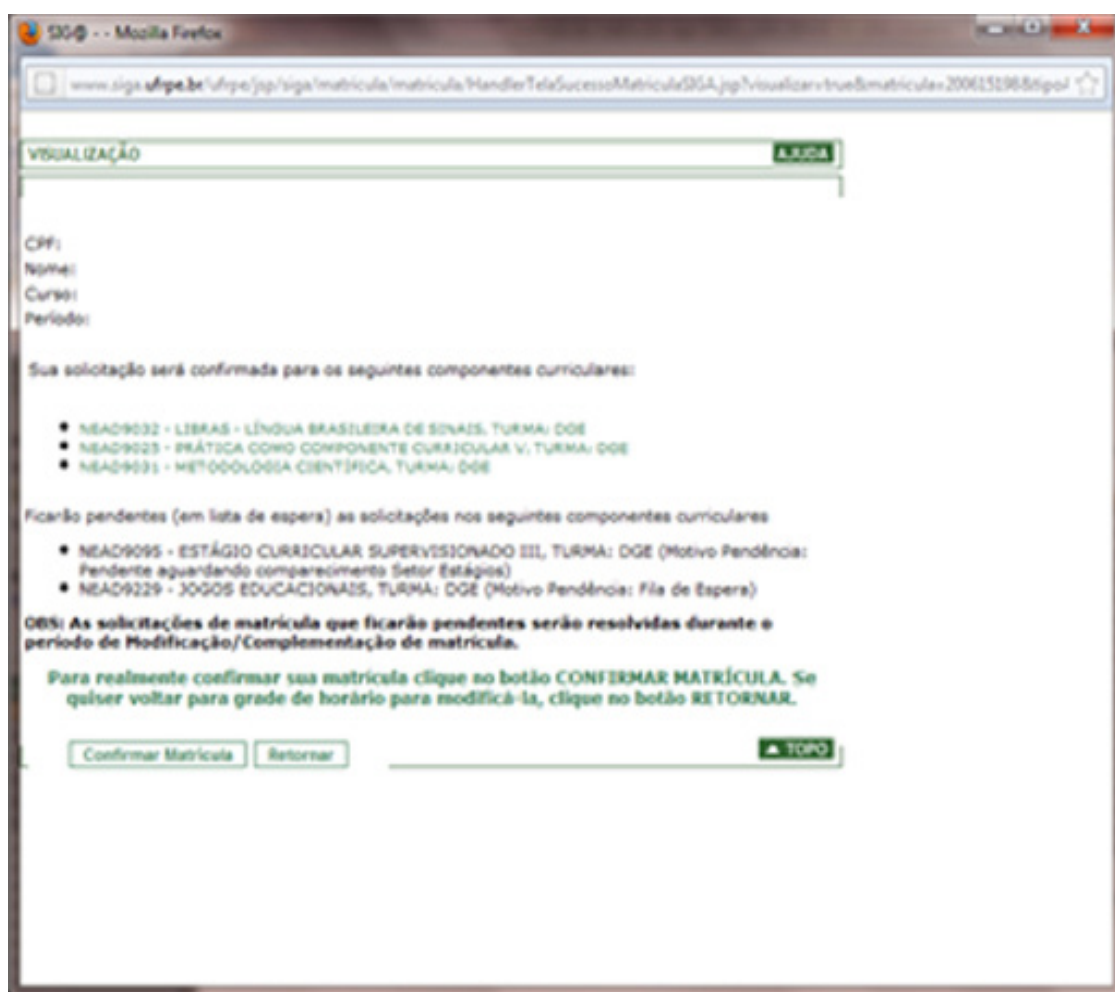 SIG@ - - Mozilla Firefox
www.siga.ufrpe.br/ufrpe/jsp/siga/matricula/matricula/HandlerTelaSucessoMatriculaSIGA.jsp?visualizar=true&matricula=200615198&tipo
VISUALIZAÇÃO AJUDA
CPF:
Nome:
Curso:
Período:
Sua solicitação será confirmada para os seguintes componentes curriculares:
• NEAD9032 - LIBRAS - LÍNGUA BRASILEIRA DE SINAIS, TURMA: DGE
• NEAD9025 - PRÁTICA COMO COMPONENTE CURRICULAR V, TURMA: DGE
• NEAD9031 - METODOLOGIA CIENTÍFICA, TURMA: DGE
Ficarão pendentes (em lista de espera) as solicitações nos seguintes componentes curriculares
• NEAD9095 - ESTÁGIO CURRICULAR SUPERVISIONADO III, TURMA: DGE (Motivo Pendência:
Pendente aguardando comparecimento Setor Estágios)
• NEAD9229 - JOGOS EDUCACIONAIS, TURMA: DGE (Motivo Pendência: Fila de Espera)
OBS: As solicitações de matrícula que ficarão pendentes serão resolvidas durante o
período de Modificação/Complementação de matrícula.
Para realmente confirmar sua matrícula clique no botão CONFIRMAR MATRÍCULA. Se
quiser voltar para grade de horário para modificá-la, clique no botão RETORNAR.
Confirmar Matrícula Retornar ▲ TOPO